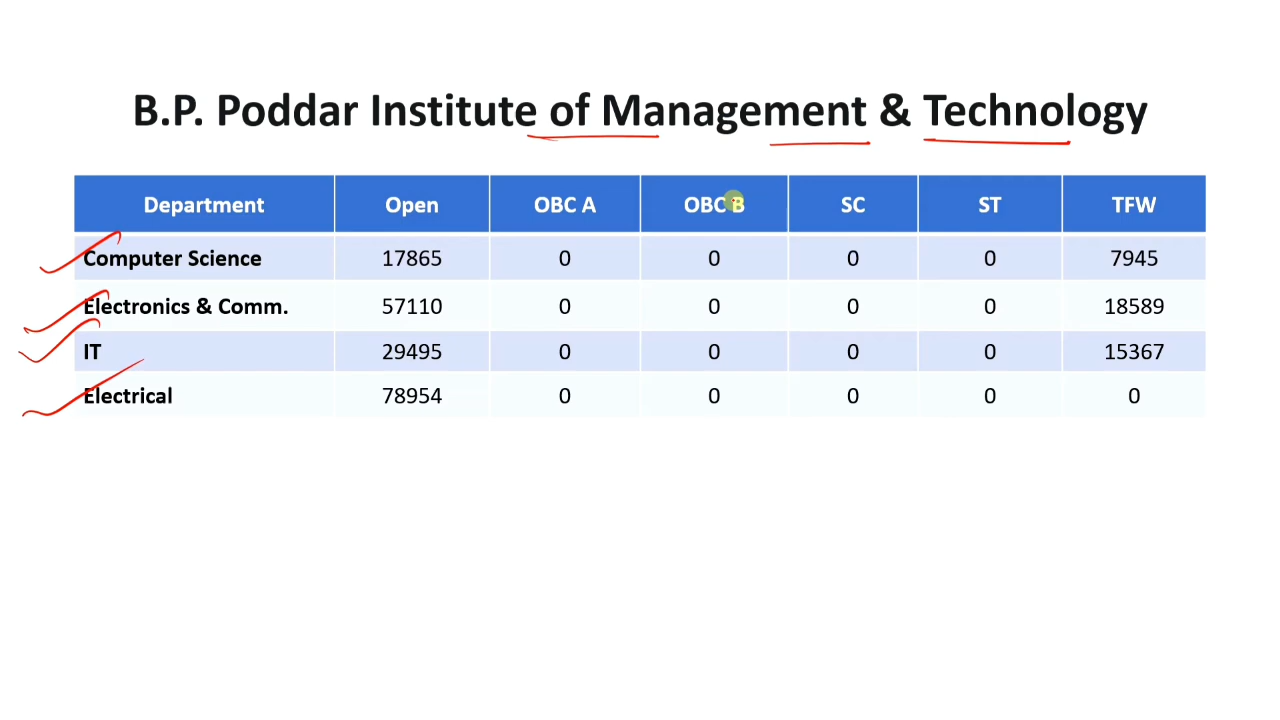 B.P. Poddar Institute of Management & Technology
Department Open OBC A OBC B SC ST TFW
Computer Science 17865 0 0 0 0 7945
Electronics & Comm. 57110 0 0 0 0 18589
IT 29495 0 0 0 0 15367
Electrical 78954 0 0 0 0 0